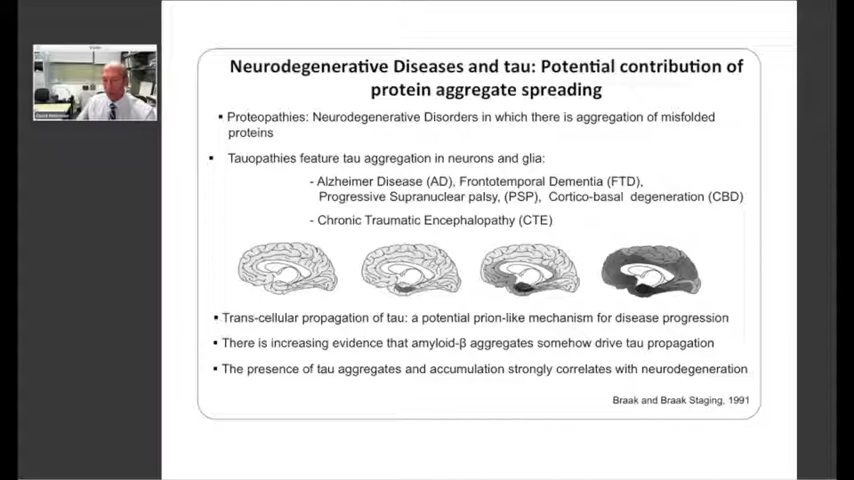 Neurodegenerative Diseases and tau: Potential contribution of
protein aggregate spreading
▪ Proteopathies: Neurodegenerative Disorders in which there is aggregation of misfolded
proteins
▪ Tauopathies feature tau aggregation in neurons and glia:
- Alzheimer Disease (AD), Frontotemporal Dementia (FTD),
Progressive Supranuclear palsy, (PSP), Cortico-basal degeneration (CBD)
- Chronic Traumatic Encephalopathy (CTE)
▪ Trans-cellular propagation of tau: a potential prion-like mechanism for disease progression
▪ There is increasing evidence that amyloid-β aggregates somehow drive tau propagation
▪ The presence of tau aggregates and accumulation strongly correlates with neurodegeneration
Braak and Braak Staging, 1991